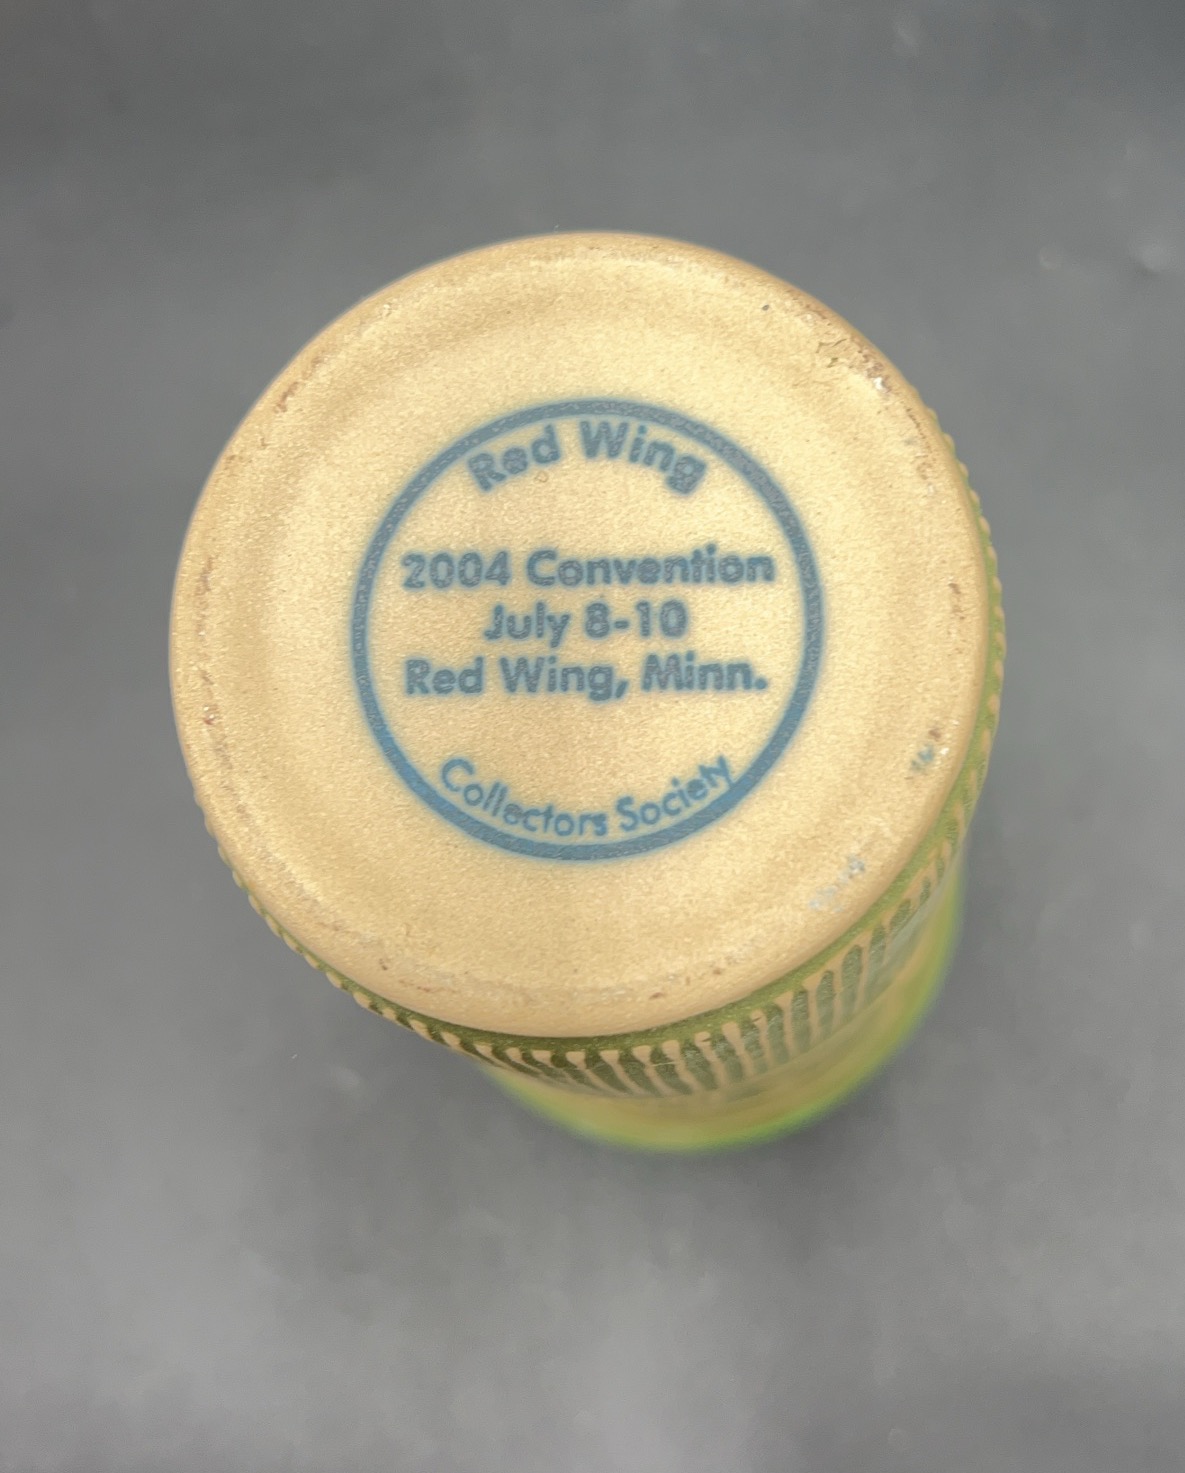 Red Wing
2004 Convention
July 8-10
Red Wing, Minn.
Collectors Society